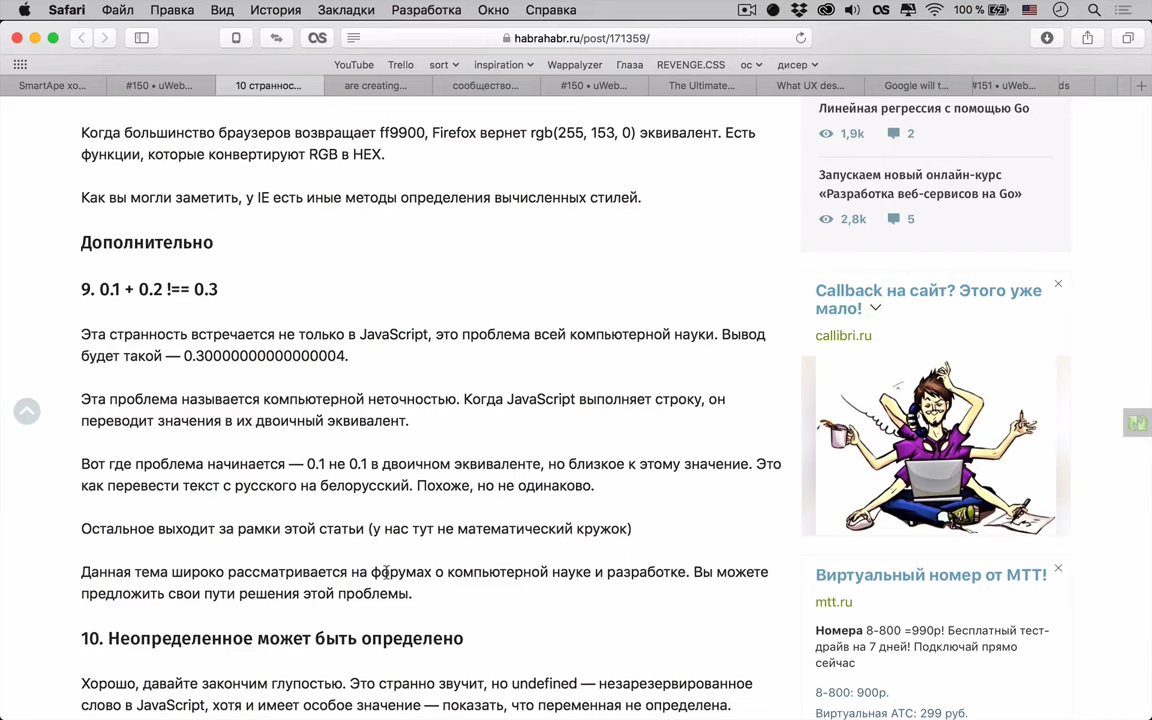 Safari Файл Правка Вид История Закладки Разработка Окно Справка 100 %
habrahabr.ru/post/171359/
YouTube Trello sort inspiration Wappalyzer Глаза REVENGE.CSS ос дисер
SmartApe хо... #150 • uWeb... 10 страннос... are creating... сообщество... #150 • uWeb... The Ultimate... What UX des... Google will t... #151 • uWeb... ds
Когда большинство браузеров возвращает ff9900, Firefox вернет rgb(255, 153, 0) эквивалент. Есть
функции, которые конвертируют RGB в HEX.
Как вы могли заметить, у IE есть иные методы определения вычисленных стилей.
Дополнительно
9. 0.1 + 0.2 !== 0.3
Эта странность встречается не только в JavaScript, это проблема всей компьютерной науки. Вывод
будет такой — 0.30000000000000004.
Эта проблема называется компьютерной неточностью. Когда JavaScript выполняет строку, он
переводит значения в их двоичный эквивалент.
Вот где проблема начинается — 0.1 не 0.1 в двоичном эквиваленте, но близкое к этому значение. Это
как перевести текст с русского на белорусский. Похоже, но не одинаково.
Остальное выходит за рамки этой статьи (у нас тут не математический кружок)
Данная тема широко рассматривается на форумах о компьютерной науке и разработке. Вы можете
предложить свои пути решения этой проблемы.
10. Неопределенное может быть определено
Хорошо, давайте закончим глупостью. Это странно звучит, но undefined — незарезервированное
слово в JavaScript, хотя и имеет особое значение — показать, что переменная не определена.
Линейная регрессия с помощью Go
1,9k 2
Запускаем новый онлайн-курс
«Разработка веб-сервисов на Go»
2,8k 5
Callback на сайт? Этого уже
мало!
callibri.ru
Виртуальный номер от МТТ!
mtt.ru
Номера 8-800 =990р! Бесплатный тест-
драйв на 7 дней! Подключай прямо
сейчас
8-800: 900р.
Виртуальная АТС: 299 руб.